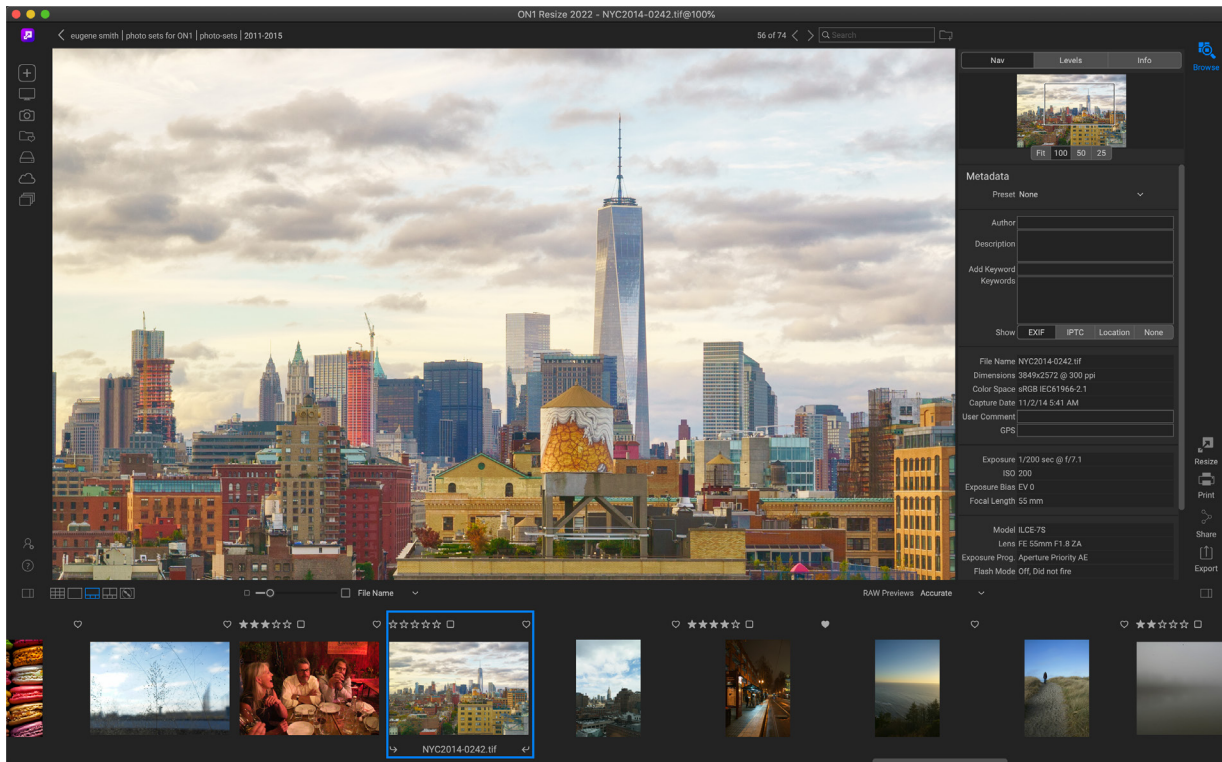 ON1 Resize 2022 - NYC2014-0242.tif@100%
eugene smith | photo sets for ON1 | photo-sets | 2011-2015
56 of 74
Search
Browse
Nav Levels Info
Fit 100 50 25
Metadata
Preset None
Author
Description
Add Keyword
Keywords
Show EXIF IPTC Location None
File Name NYC2014-0242.tif
Dimensions 3849x2572 @ 300 ppi
Color Space sRGB IEC61966-2.1
Capture Date 11/2/14 5:41 AM
User Comment
GPS
Exposure 1/200 sec @ f/7.1
ISO 200
Exposure Bias EV 0
Focal Length 55 mm
Model ILCE-7S
Lens FE 55mm F1.8 ZA
Exposure Prog. Aperture Priority AE
Flash Mode Off, Did not fire
Resize
Print
Share
Export
File Name
RAW Previews Accurate
NYC2014-0242.tif